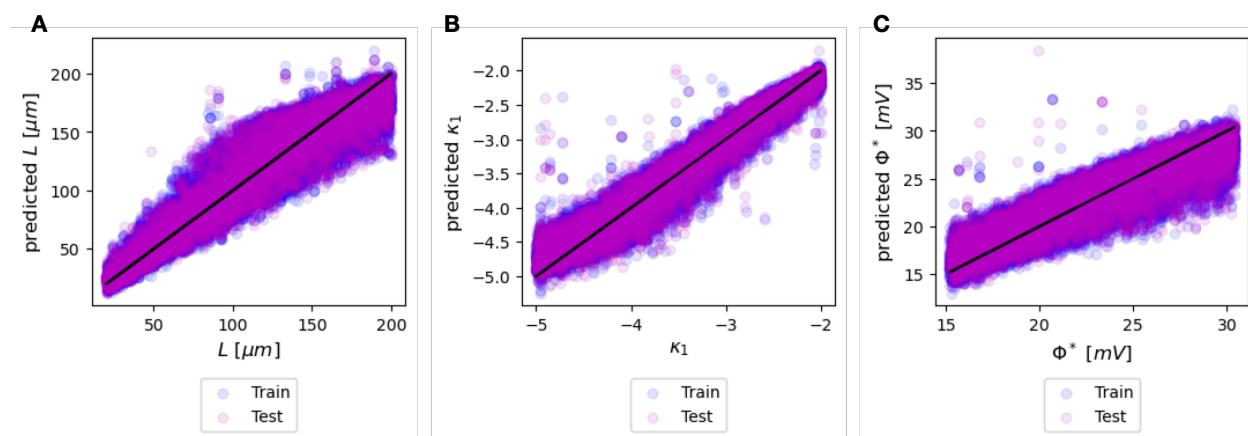 A
predicted L [μm]
200
150
100
50
50
100
150
200
L [μm]
Train
Test
B
predicted κ₁
−2.0
−2.5
−3.0
−3.5
−4.0
−4.5
−5.0
−5
−4
−3
−2
κ₁
Train
Test
C
predicted Φ* [mV]
35
30
25
20
15
15
20
25
30
Φ* [mV]
Train
Test